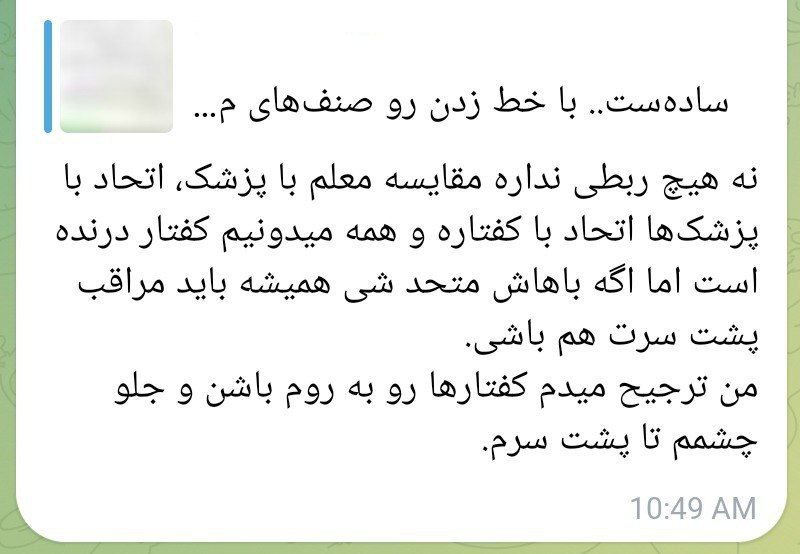 ساده‌ست.. با خط زدن رو صنف‌های م...
نه هیچ ربطی نداره مقایسه معلم با پزشک، اتحاد با
پزشک‌ها اتحاد با کفتاره و همه میدونیم کفتار درنده
است اما اگه باهاش متحد شی همیشه باید مراقب
پشت سرت هم باشی.
من ترجیح میدم کفتارها رو به روم باشن و جلو
چشمم تا پشت سرم.
10:49 AM